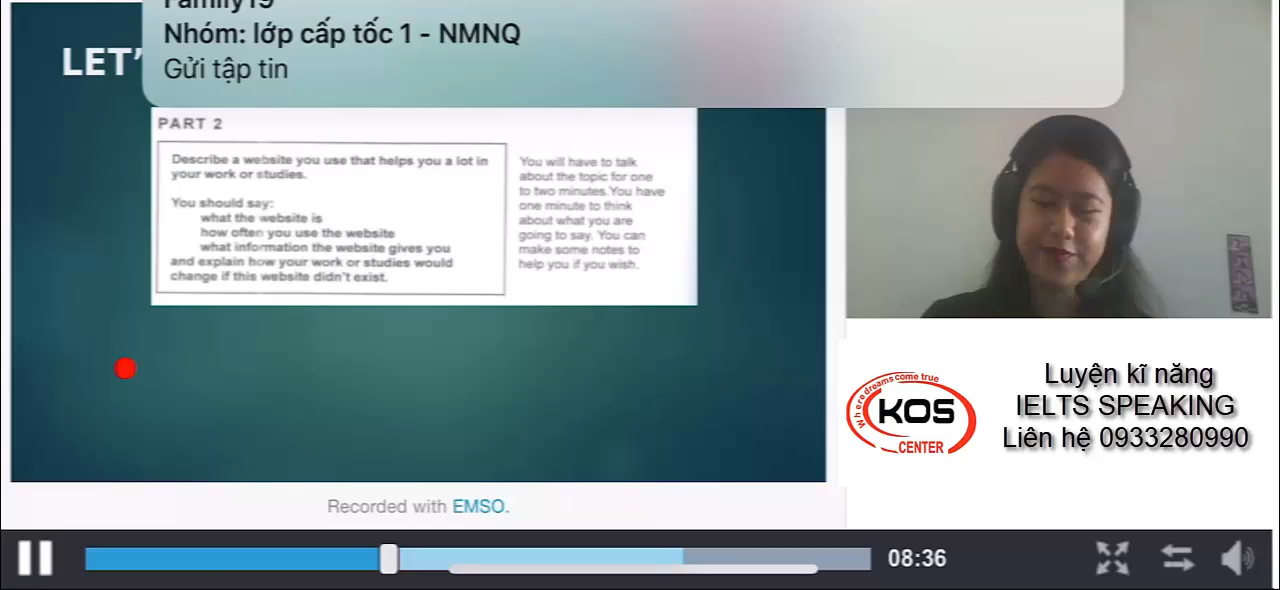 Family19
Nhóm: lớp cấp tốc 1 - NMNQ
Gửi tập tin
LET'
PART 2
Describe a website you use that helps you a lot in
your work or studies.
You should say:
what the website is
how often you use the website
what information the website gives you
and explain how your work or studies would
change if this website didn't exist.
You will have to talk
about the topic for one
to two minutes. You have
one minute to think
about what you are
going to say. You can
make some notes to
help you if you wish.
Where dreams come true
KOS
CENTER
Luyện kĩ năng
IELTS SPEAKING
Liên hệ 0933280990
Recorded with EMSO.
08:36